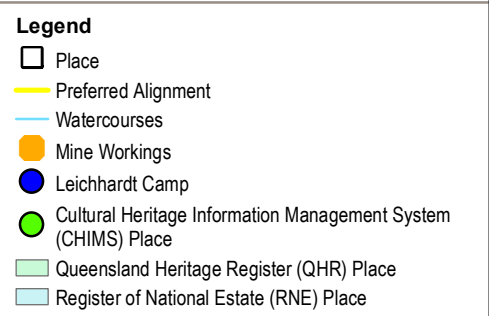 Legend
Place
Preferred Alignment
Watercourses
Mine Workings
Leichhardt Camp
Cultural Heritage Information Management System
(CHIMS) Place
Queensland Heritage Register (QHR) Place
Register of National Estate (RNE) Place